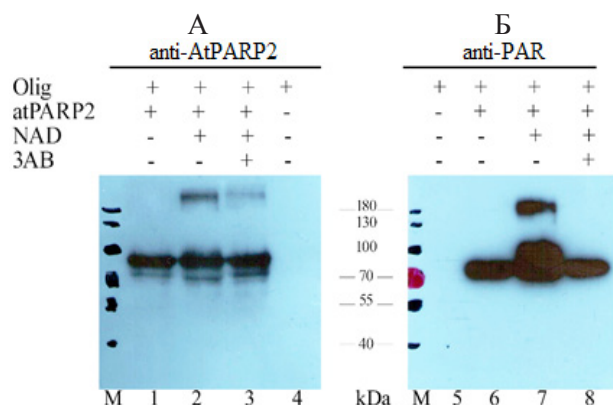 А Б
anti-AtPARP2 anti-PAR
Olig + + + + + + + +
atPARP2 + + + - - + + +
NAD - + + - - - + +
3AB - - + - - - - +
180
130
100
70
55
40
M 1 2 3 4 kDa M 5 6 7 8